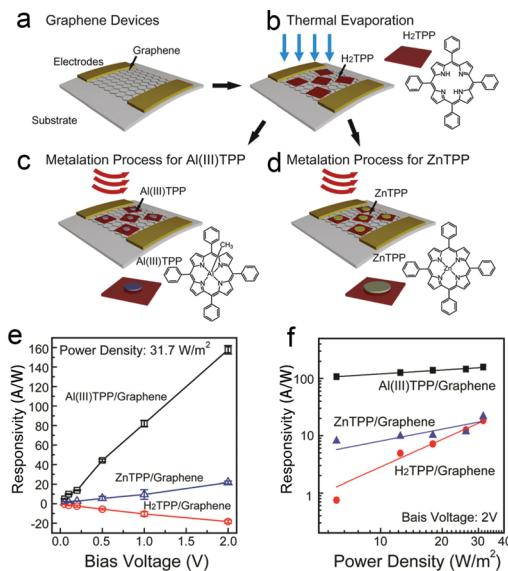 a Graphene Devices
Graphene
Electrodes
Substrate
b Thermal Evaporation
H2TPP
NH
N
N
HN
c Metalation Process for Al(III)TPP
Al(III)TPP
Al(III)TPP
CH3
N
N
Al
N
N
d Metalation Process for ZnTPP
ZnTPP
ZnTPP
N
N
Zn
N
N
e
Power Density: 31.7 W/m2
Al(III)TPP/Graphene
ZnTPP/Graphene
H2TPP/Graphene
Responsivity (A/W)
160
140
120
100
80
60
40
20
0
-20
0.0 0.5 1.0 1.5 2.0
Bias Voltage (V)
f
Al(III)TPP/Graphene
ZnTPP/Graphene
H2TPP/Graphene
Bais Voltage: 2V
Responsivity (A/W)
100
10
1
10 20 30 40
Power Density (W/m2)